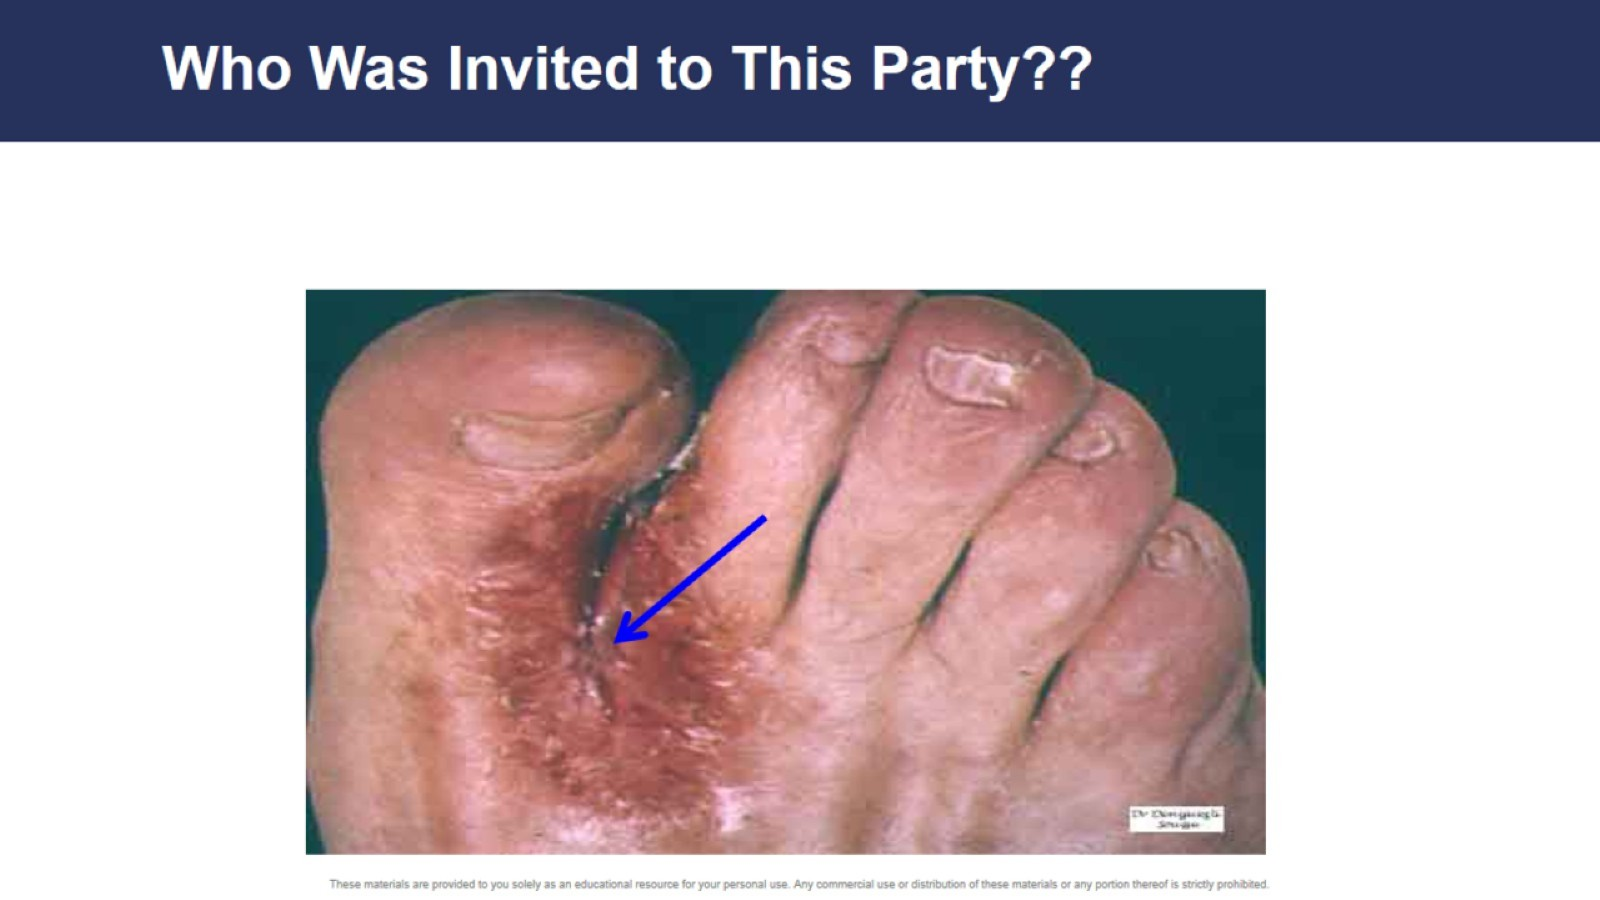 Who Was Invited to This Party??
These materials are provided to you solely as an educational resource for your personal use. Any commercial use or distribution of these materials or any portion thereof is strictly prohibited.